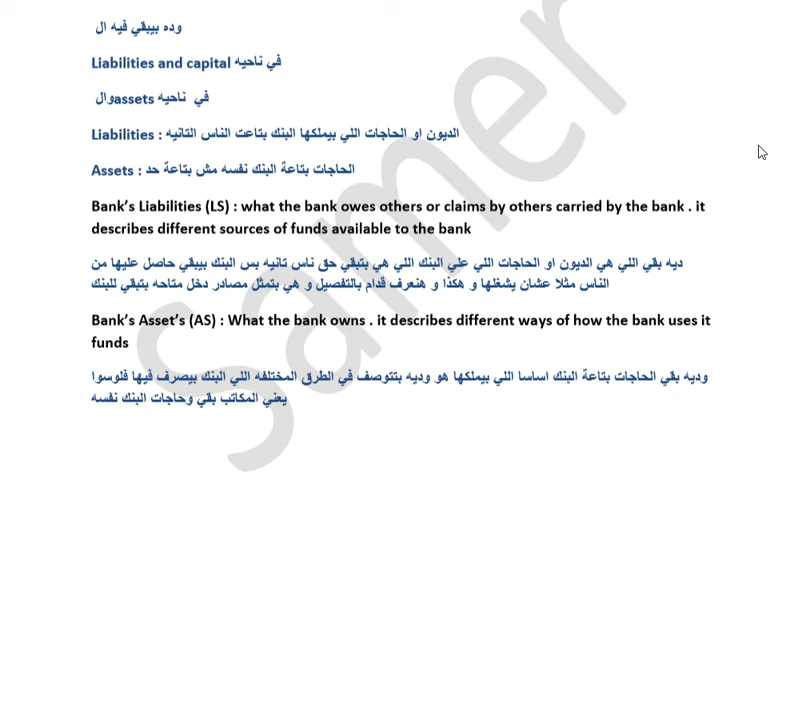 وده بيبقي فيه ال
Liabilities and capital في ناحيه
والassets في ناحيه
Liabilities : الديون او الحاجات اللي بيملكها البنك بتاعت الناس التانيه
Assets : الحاجات بتاعة البنك نفسه مش بتاعة حد
Bank's Liabilities (LS) : what the bank owes others or claims by others carried by the bank . it
describes different sources of funds available to the bank
ديه بقي اللي هي الديون او الحاجات اللي علي البنك اللي هي بتبقي حق ناس تانيه بس البنك بيبقي حاصل عليها من
الناس مثلا عشان يشغلها و هكذا و هنعرف قدام بالتفصيل و هي بتمثل مصادر دخل متاحه بتبقي للبنك
Bank's Asset's (AS) : What the bank owns . it describes different ways of how the bank uses it
funds
وديه بقي الحاجات بتاعة البنك اساسا اللي بيملكها هو وديه بتتوصف في الطرق المختلفه اللي البنك بيصرف فيها فلوسوا
يعني المكاتب بقي وحاجات البنك نفسه
Samer